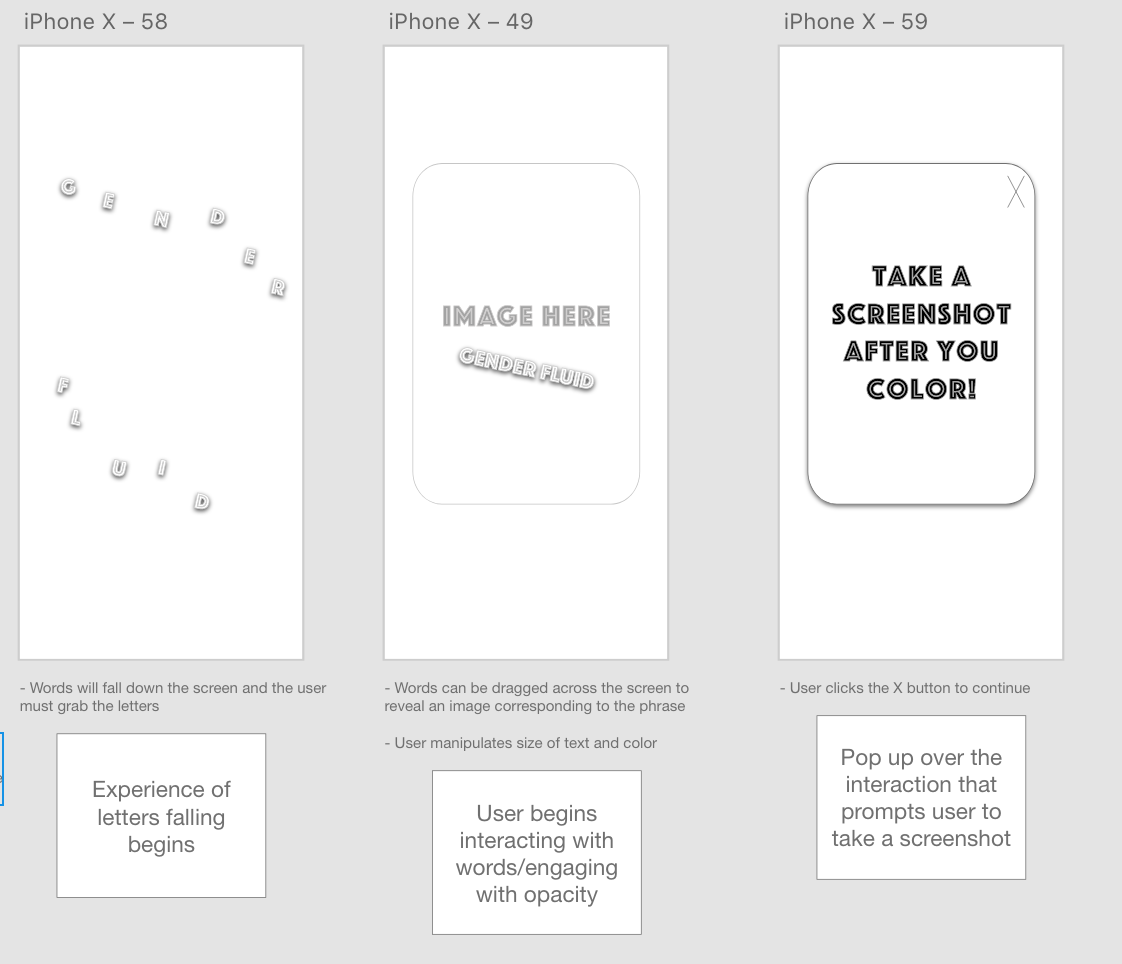 iPhone X – 58
G E N D E R
F L U I D
- Words will fall down the screen and the user
must grab the letters
Experience of
letters falling
begins
iPhone X – 49
IMAGE HERE
GENDER FLUID
- Words can be dragged across the screen to
reveal an image corresponding to the phrase
- User manipulates size of text and color
User begins
interacting with
words/engaging
with opacity
iPhone X – 59
X
TAKE A
SCREENSHOT
AFTER YOU
COLOR!
- User clicks the X button to continue
Pop up over the
interaction that
prompts user to
take a screenshot